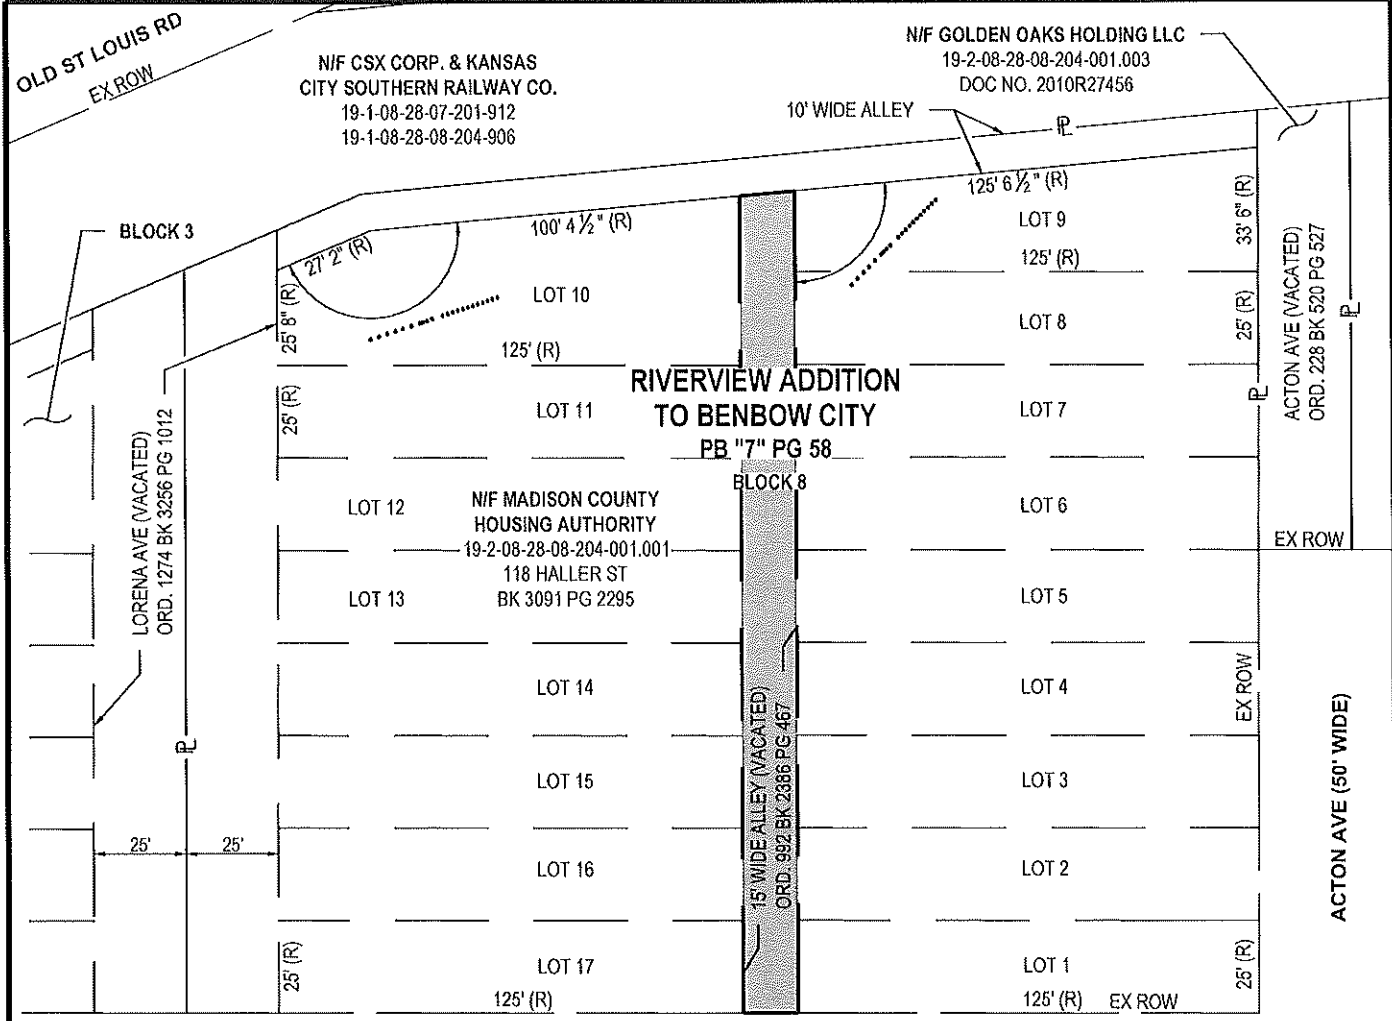 OLD ST LOUIS RD
EX ROW
N/F CSX CORP. & KANSAS
CITY SOUTHERN RAILWAY CO.
19-1-08-28-07-201-912
19-1-08-28-08-204-906
N/F GOLDEN OAKS HOLDING LLC
19-2-08-28-08-204-001.003
DOC NO. 2010R27456
10' WIDE ALLEY
PL
BLOCK 3
27' 2" (R)
100' 4 ½" (R)
125' 6 ½" (R)
LOT 9
125' (R)
33' 6" (R)
ACTON AVE (VACATED)
ORD. 228 BK 520 PG 527
PL
25' 8" (R)
LOT 10
125' (R)
LOT 8
25' (R)
PL
RIVERVIEW ADDITION
TO BENBOW CITY
PB "7" PG 58
BLOCK 8
25' (R)
LOT 11
LOT 7
LORENA AVE (VACATED)
ORD. 1274 BK 3256 PG 1012
LOT 12
N/F MADISON COUNTY
HOUSING AUTHORITY
19-2-08-28-08-204-001.001
118 HALLER ST
BK 3091 PG 2295
LOT 6
EX ROW
LOT 13
LOT 5
LOT 14
LOT 4
EX ROW
PL
15' WIDE ALLEY (VACATED)
ORD. 992 BK 2386 PG 467
ACTON AVE (50' WIDE)
LOT 15
LOT 3
25'
25'
LOT 16
LOT 2
25' (R)
LOT 17
LOT 1
25' (R)
125' (R)
125' (R)
EX ROW